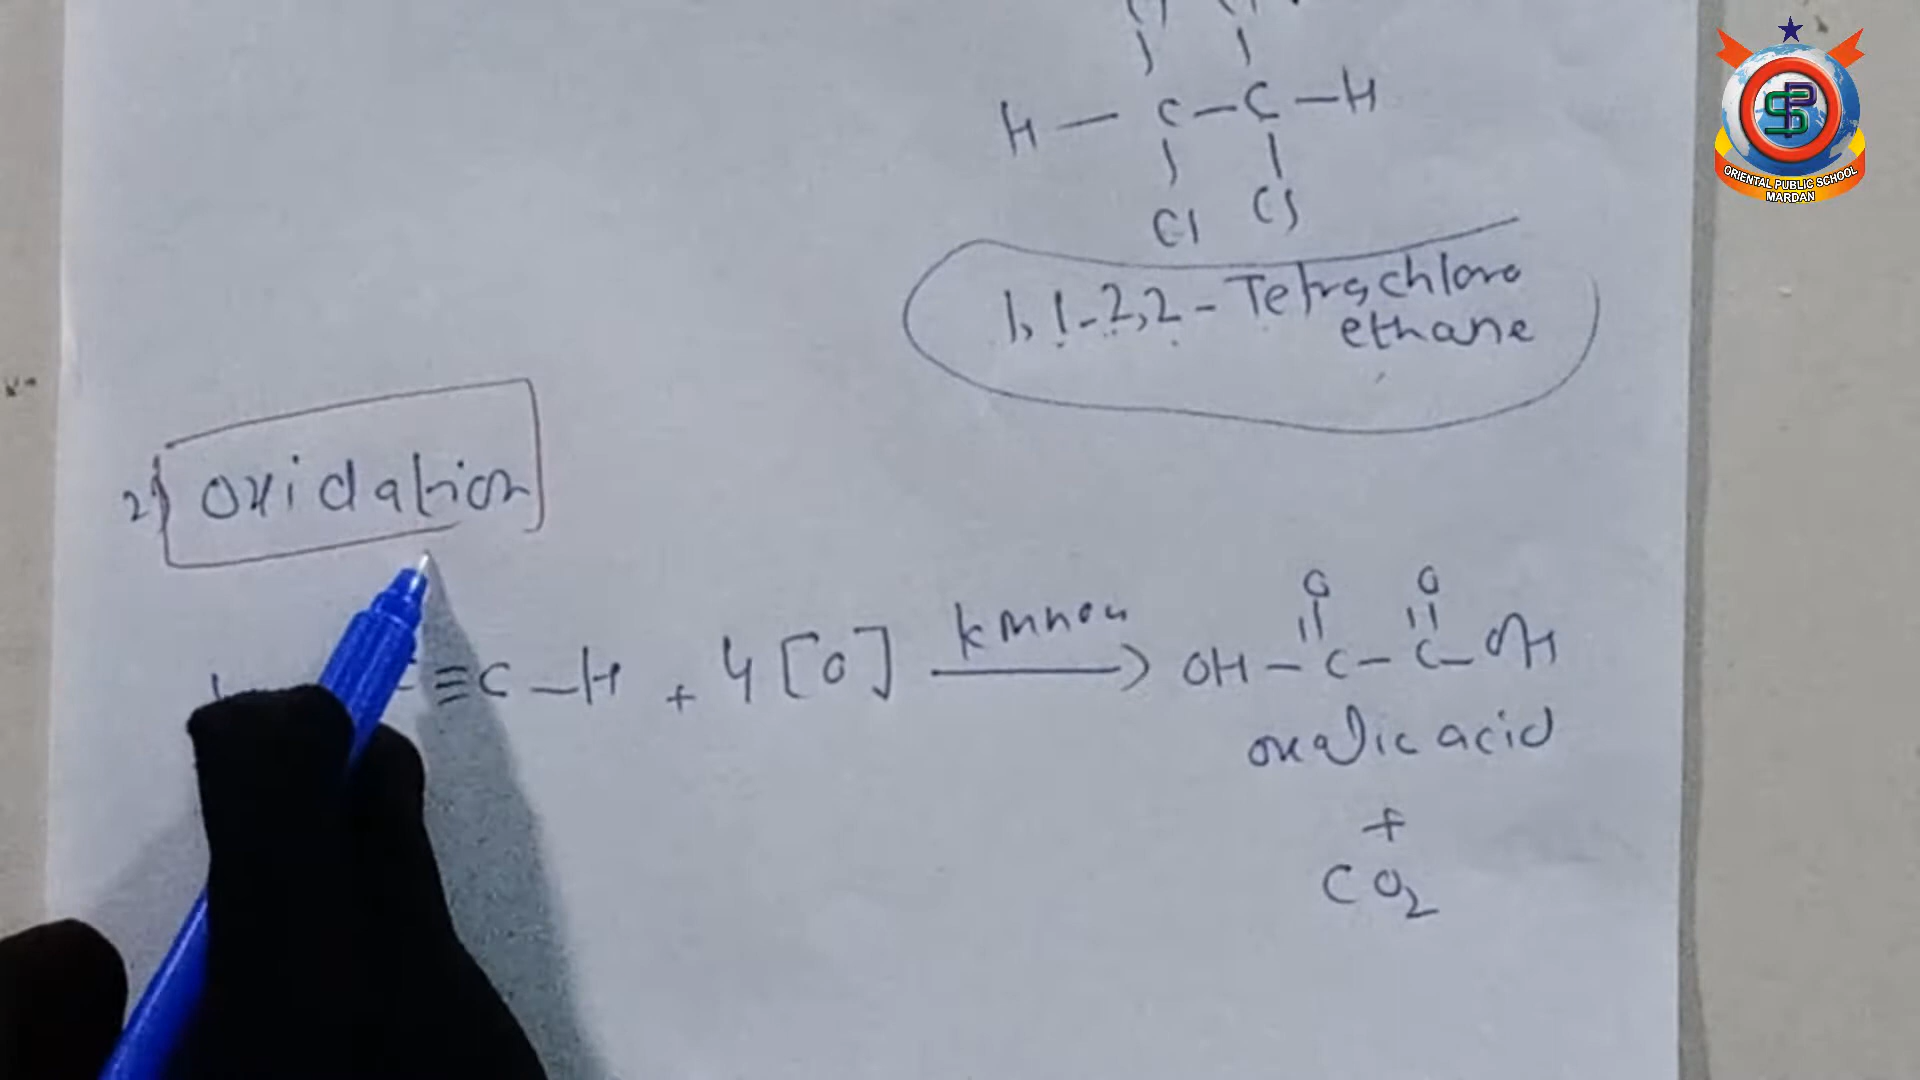 H — C — C — H
Cl Cl
1, 1-2,2 - Tetrachloro
ethane
2) oxidation
≡C—H + 4[O] KMnO4 → OH—C—C—OH
O O
oxalic acid
+
CO2
ORIENTAL PUBLIC SCHOOL
MARDAN